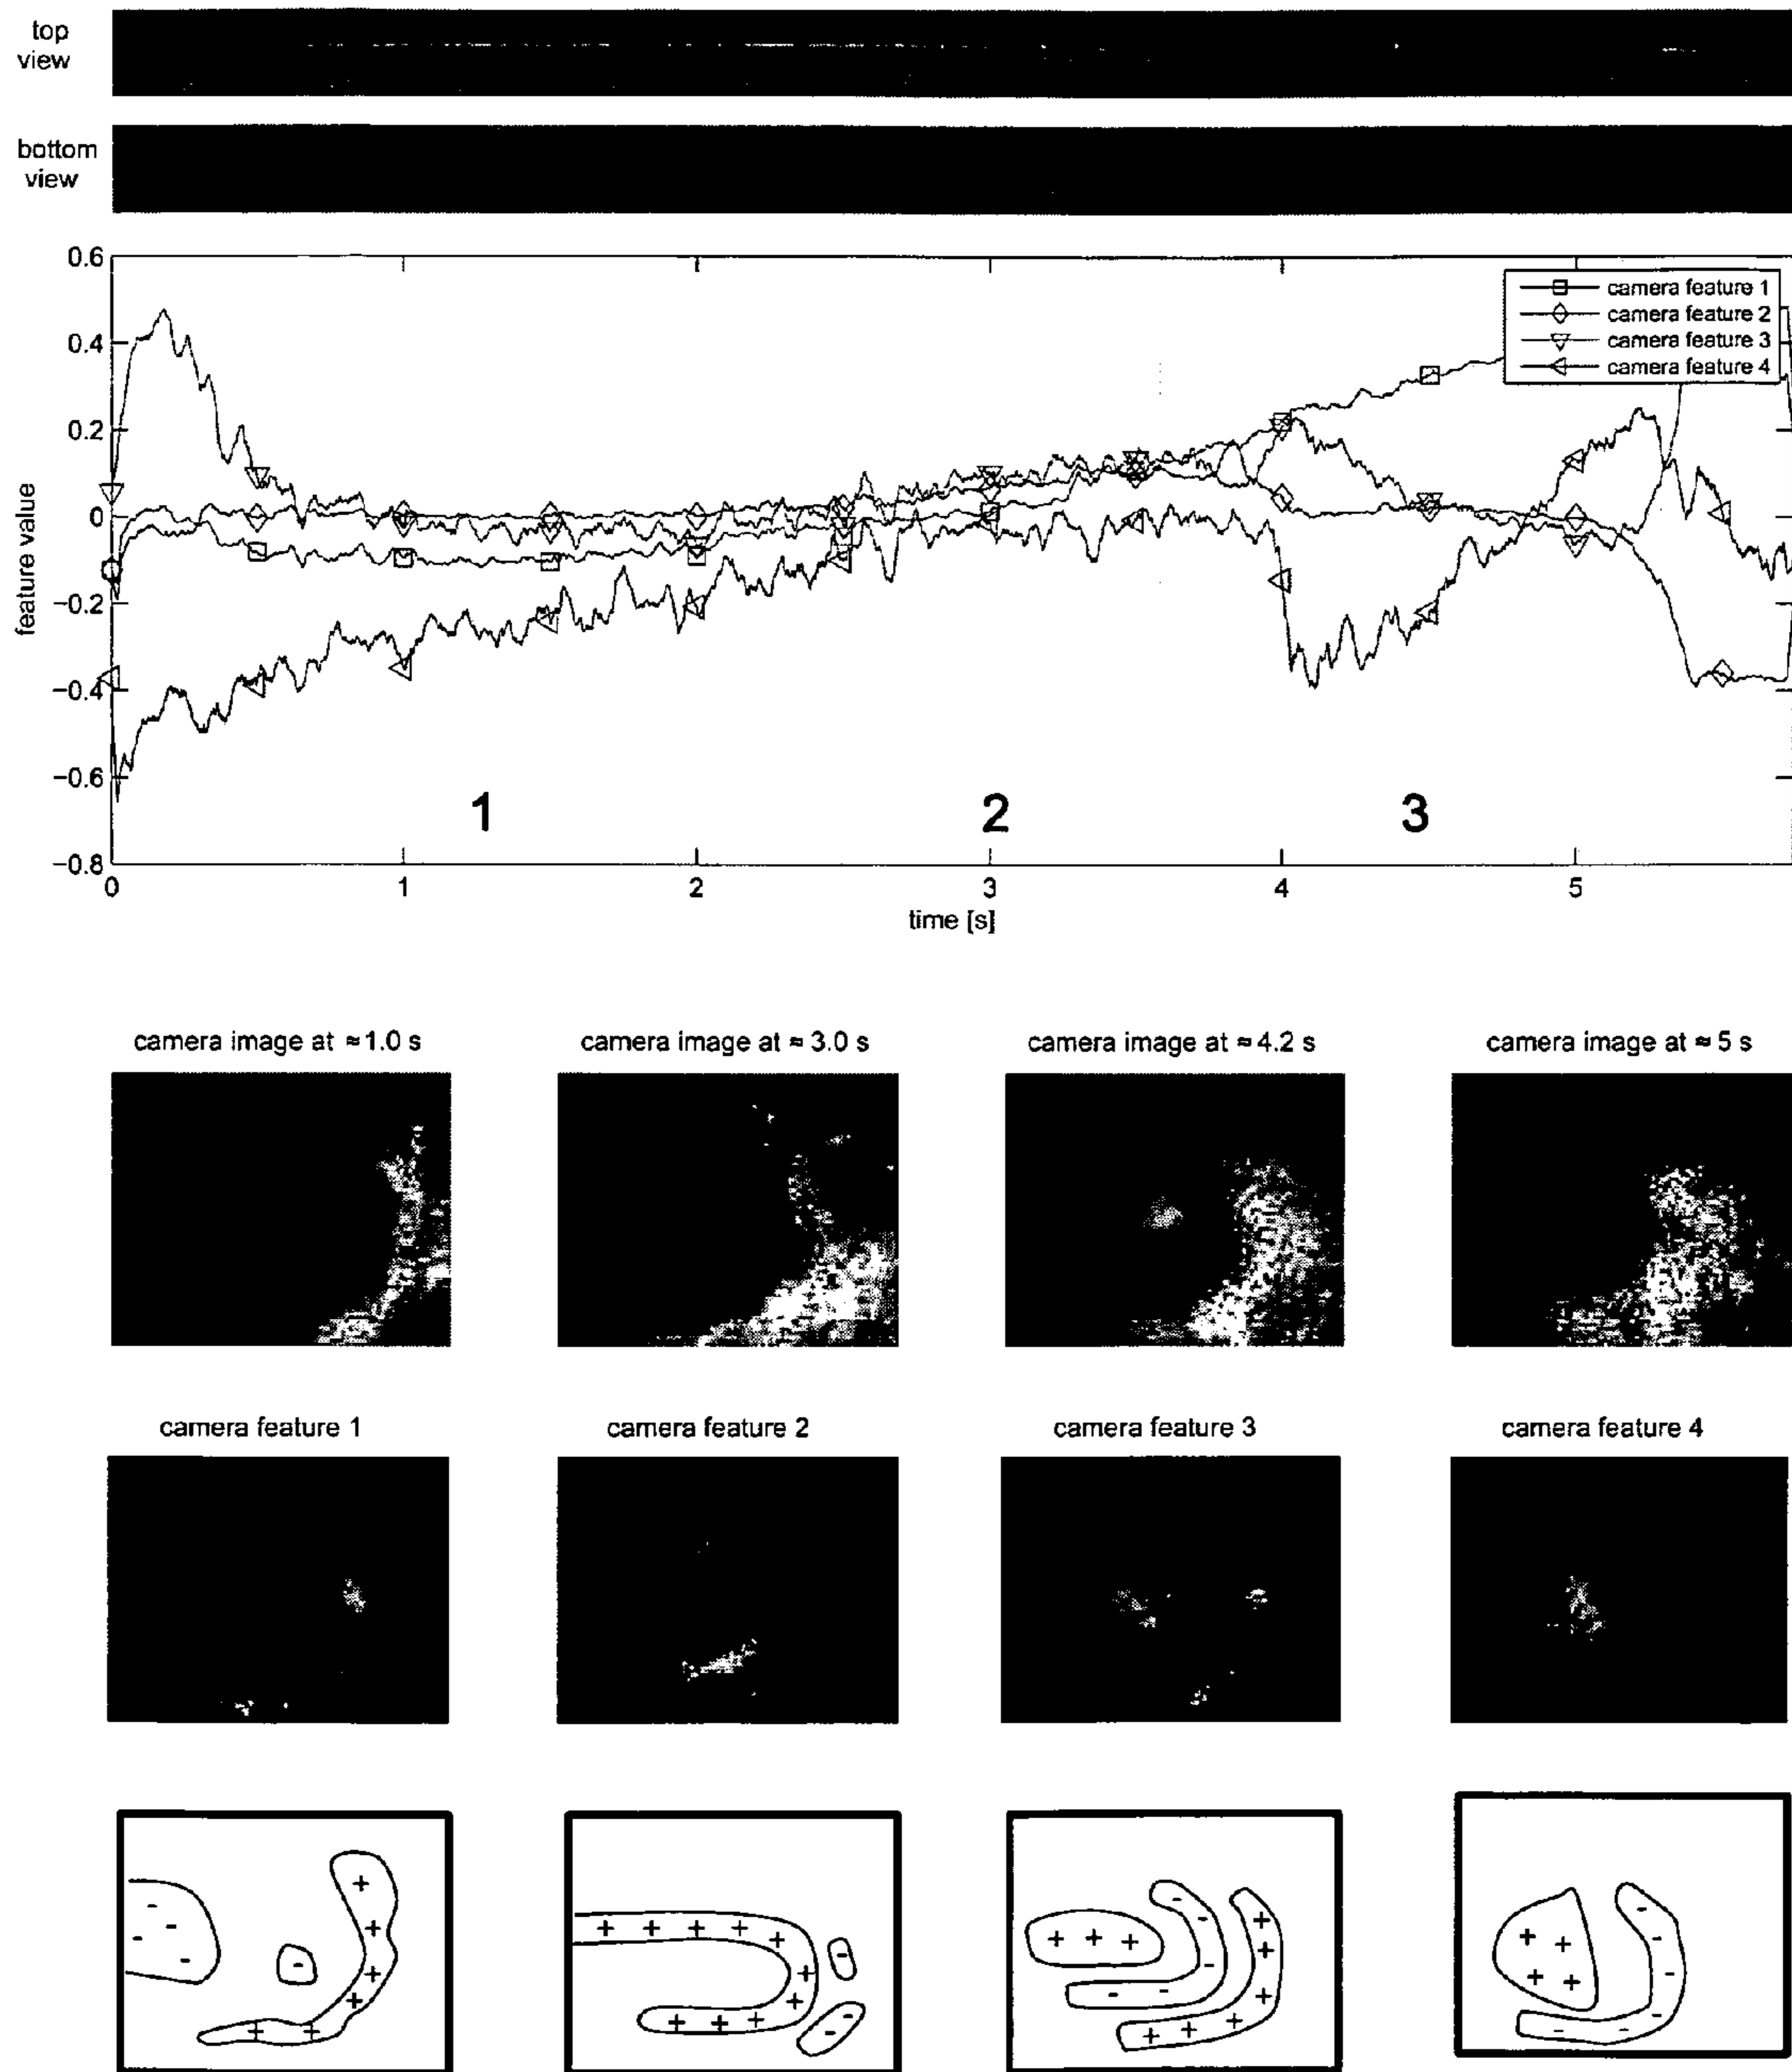 top
view
bottom
view
0.6
0.4
0.2
0
−0.2
−0.4
−0.6
−0.8
feature value
camera feature 1
camera feature 2
camera feature 3
camera feature 4
1
2
3
0
1
2
3
4
5
time [s]
camera image at ≈1.0 s
camera image at ≈ 3.0 s
camera image at ≈ 4.2 s
camera image at ≈ 5 s
camera feature 1
camera feature 2
camera feature 3
camera feature 4
- - - -
-
+ + + + + +
+ + + + + + + + + +
- - -
+ + +
- - - - -
+ + + + + +
+ + + +
- - - - - -